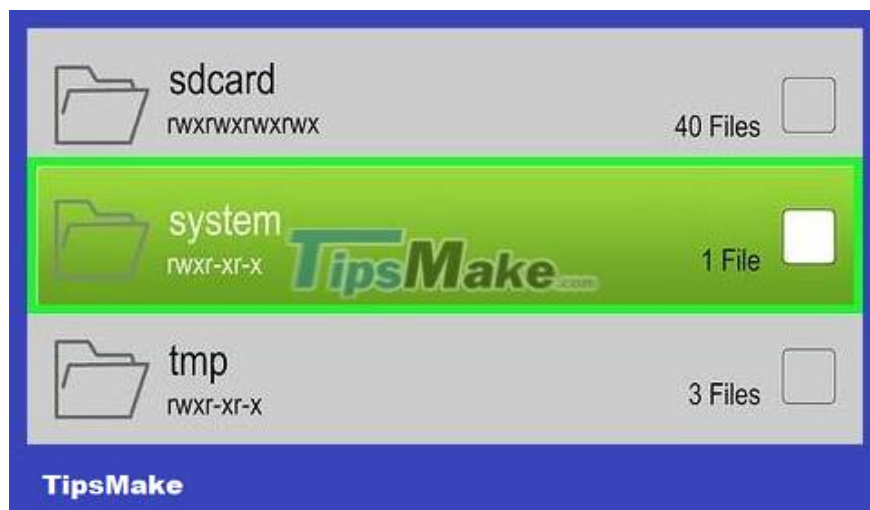 sdcard
rwxrwxrwxrwx
40 Files
system
rwxr-xr-x
1 File
TipsMake.com
tmp
rwxr-xr-x
3 Files
TipsMake